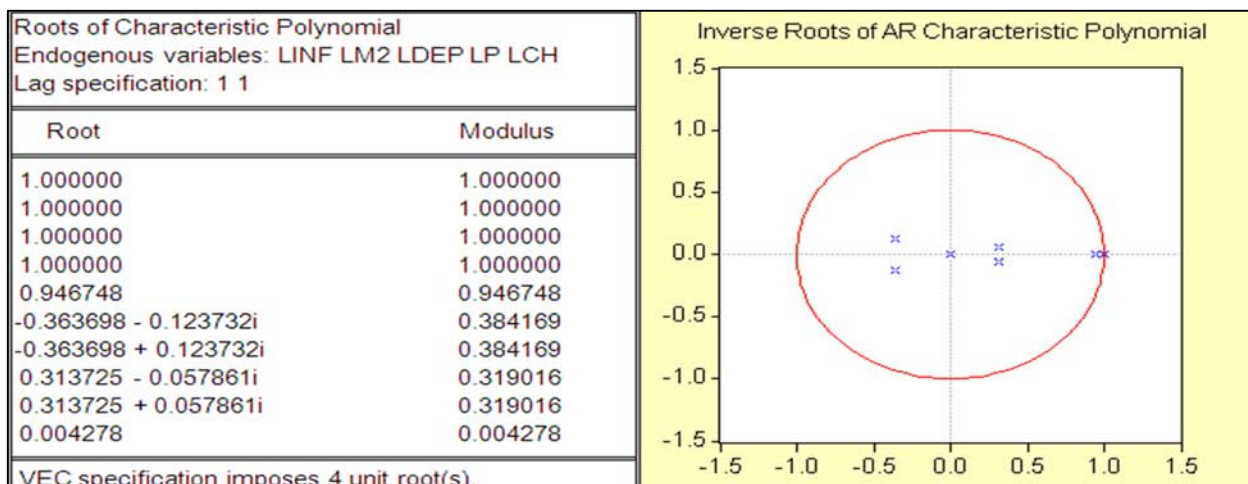 Roots of Characteristic Polynomial
Endogenous variables: LINF LM2 LDEP LP LCH
Lag specification: 1 1
Root Modulus
1.000000 1.000000
1.000000 1.000000
1.000000 1.000000
1.000000 1.000000
0.946748 0.946748
-0.363698 - 0.123732i 0.384169
-0.363698 + 0.123732i 0.384169
0.313725 - 0.057861i 0.319016
0.313725 + 0.057861i 0.319016
0.004278 0.004278
VEC specification imposes 4 unit root(s).
Inverse Roots of AR Characteristic Polynomial
1.5
1.0
0.5
0.0
-0.5
-1.0
-1.5
-1.5 -1.0 -0.5 0.0 0.5 1.0 1.5